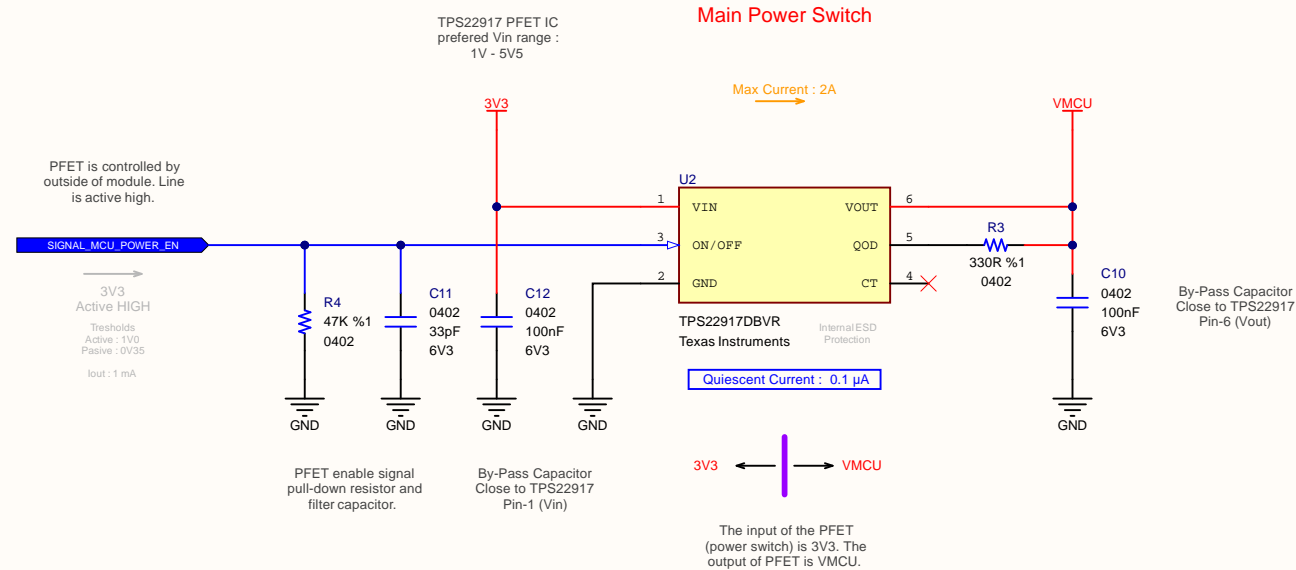 Main Power Switch
TPS22917 PFET IC
prefered Vin range :
1V - 5V5
Max Current : 2A
3V3
VMCU
PFET is controlled by
outside of module. Line
is active high.
SIGNAL_MCU_POWER_EN
3V3
Active HIGH
Tresholds
Active : 1V0
Pasive : 0V35
Iout : 1 mA
R4
47K %1
0402
GND
C11
0402
33pF
6V3
GND
C12
0402
100nF
6V3
GND
GND
U2
1
VIN
VOUT
6
3
ON/OFF
QOD
5
2
GND
CT
4
TPS22917DBVR
Texas Instruments
Internal ESD
Protection
Quiescent Current : 0.1 µA
R3
330R %1
0402
C10
0402
100nF
6V3
GND
By-Pass Capacitor
Close to TPS22917
Pin-6 (Vout)
PFET enable signal
pull-down resistor and
filter capacitor.
By-Pass Capacitor
Close to TPS22917
Pin-1 (Vin)
3V3
VMCU
The input of the PFET
(power switch) is 3V3. The
output of PFET is VMCU.